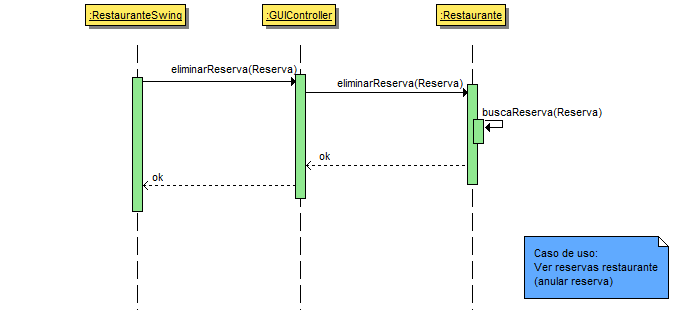 :RestauranteSwing
:GUIController
:Restaurante
eliminarReserva(Reserva)
eliminarReserva(Reserva)
buscaReserva(Reserva)
ok
ok
Caso de uso:
Ver reservas restaurante
(anular reserva)